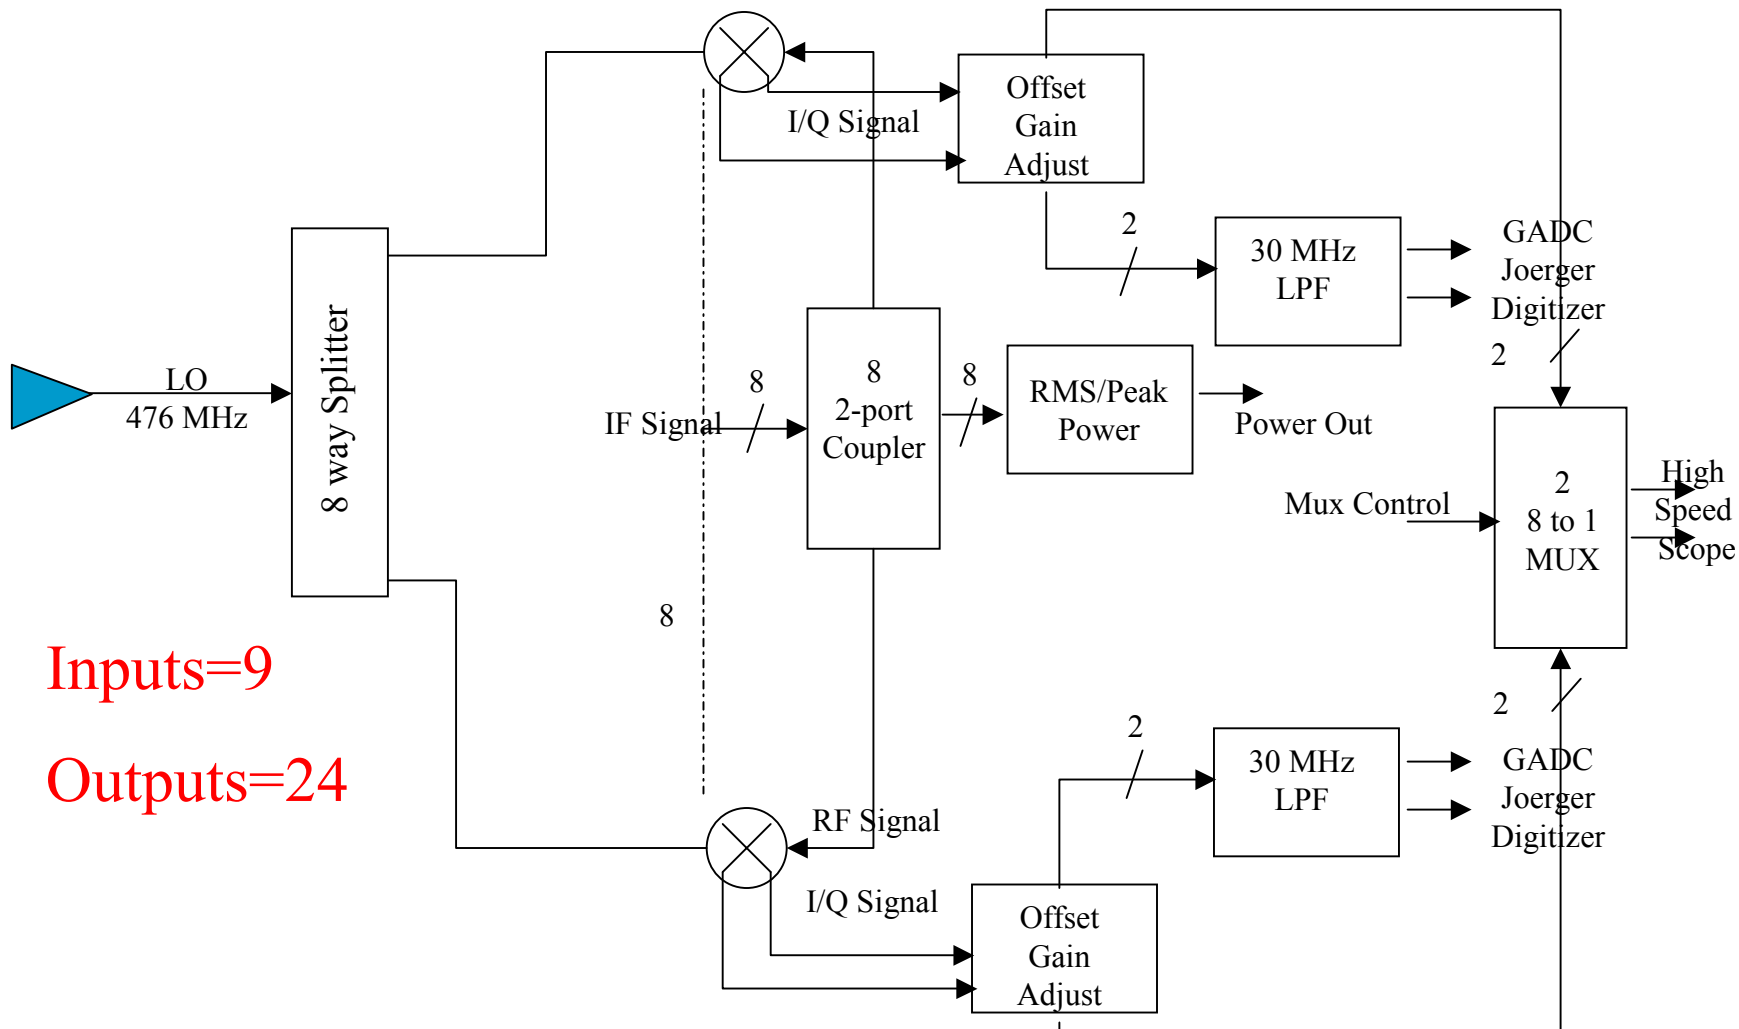 Offset
Gain
Adjust
I/Q Signal
2
30 MHz
LPF
GADC
Joerger
Digitizer
2
8 way Splitter
LO
476 MHz
IF Signal
8
8
2-port
Coupler
8
RMS/Peak
Power
Power Out
Mux Control
2
8 to 1
MUX
High
Speed
Scope
8
Inputs=9
Outputs=24
2
2
30 MHz
LPF
GADC
Joerger
Digitizer
RF Signal
I/Q Signal
Offset
Gain
Adjust